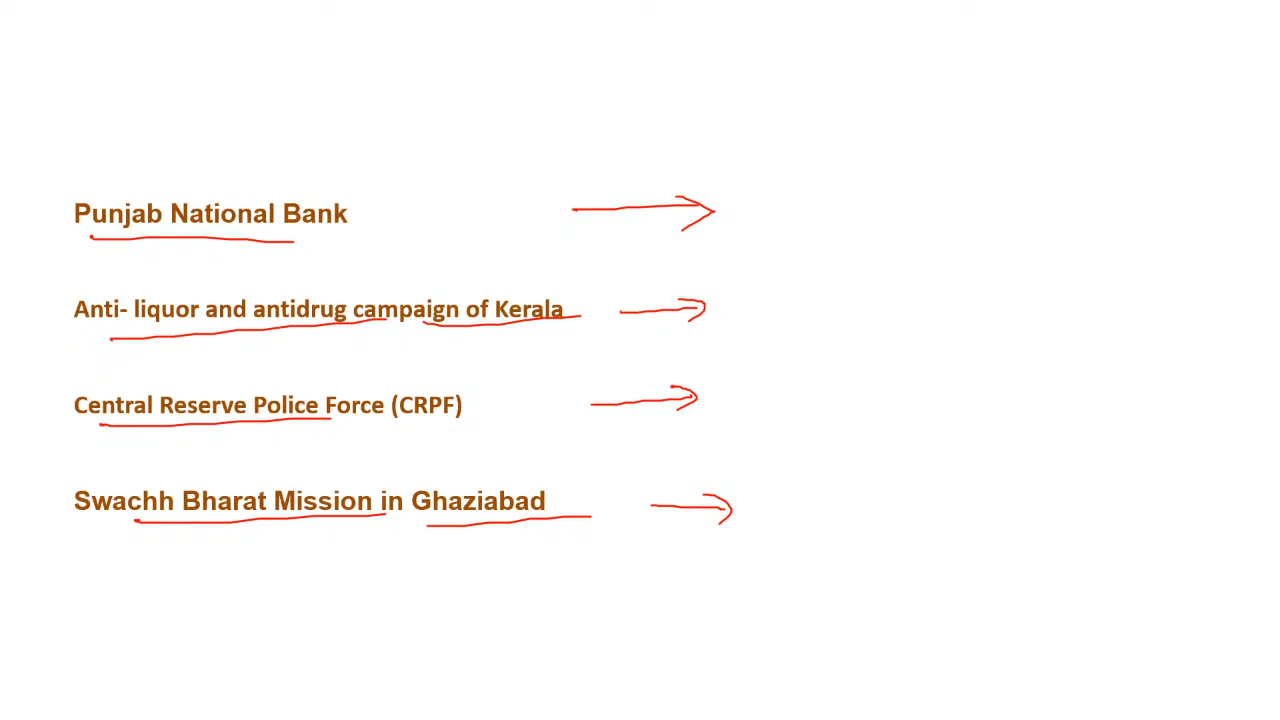 Punjab National Bank
Anti- liquor and antidrug campaign of Kerala
Central Reserve Police Force (CRPF)
Swachh Bharat Mission in Ghaziabad